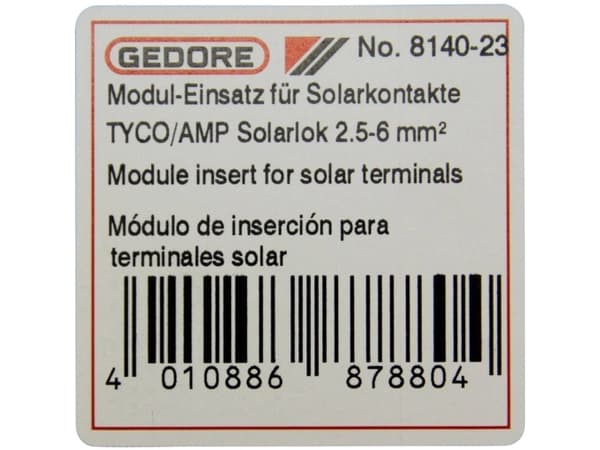 GEDORE No. 8140-23
Modul-Einsatz für Solarkontakte
TYCO/AMP Solarlok 2.5-6 mm²
Module insert for solar terminals
Módulo de inserción para
terminales solar
4 010886 878804